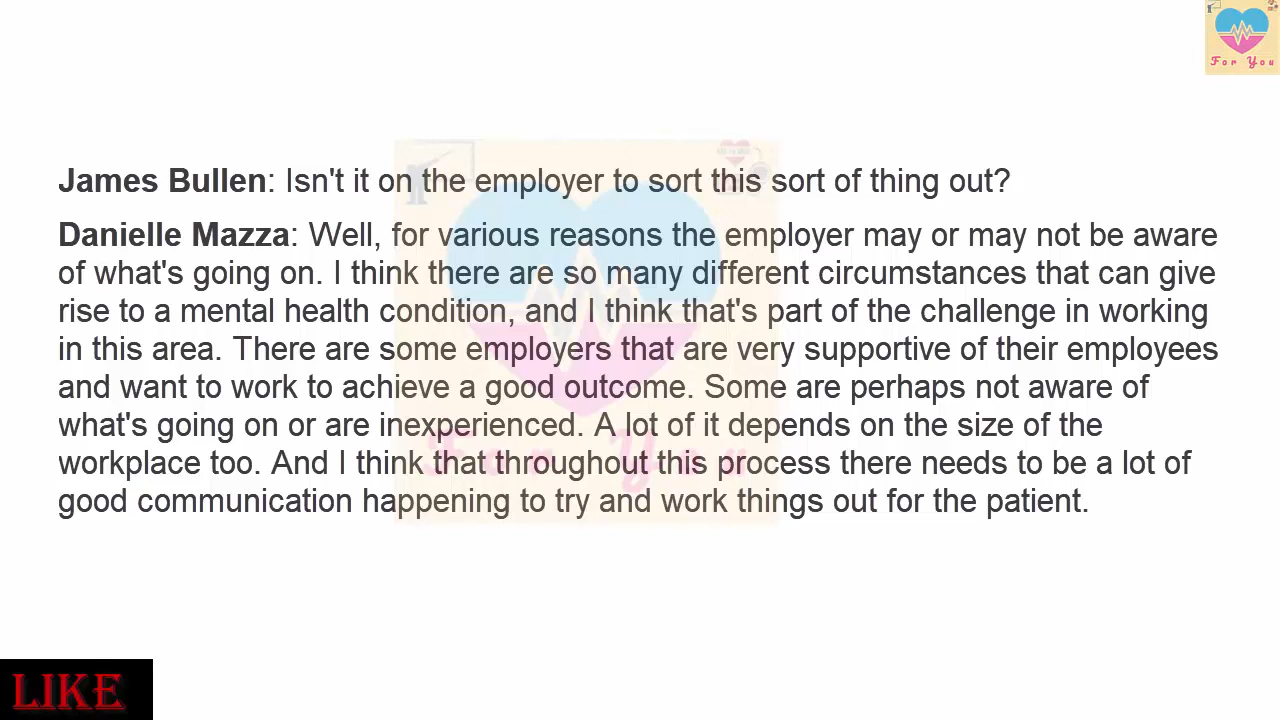 For You
James Bullen: Isn't it on the employer to sort this sort of thing out?
Danielle Mazza: Well, for various reasons the employer may or may not be aware
of what's going on. I think there are so many different circumstances that can give
rise to a mental health condition, and I think that's part of the challenge in working
in this area. There are some employers that are very supportive of their employees
and want to work to achieve a good outcome. Some are perhaps not aware of
what's going on or are inexperienced. A lot of it depends on the size of the
workplace too. And I think that throughout this process there needs to be a lot of
good communication happening to try and work things out for the patient.
For You
LIKE